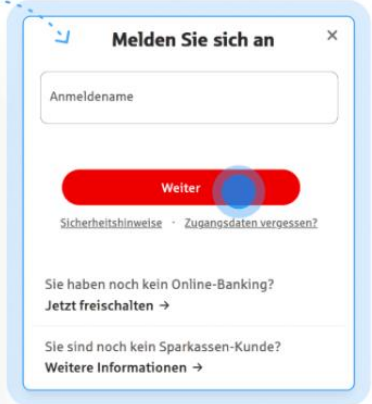 Melden Sie sich an
Anmeldename
Weiter
Sicherheitshinweise · Zugangsdaten vergessen?
Sie haben noch kein Online-Banking?
Jetzt freischalten →
Sie sind noch kein Sparkassen-Kunde?
Weitere Informationen →